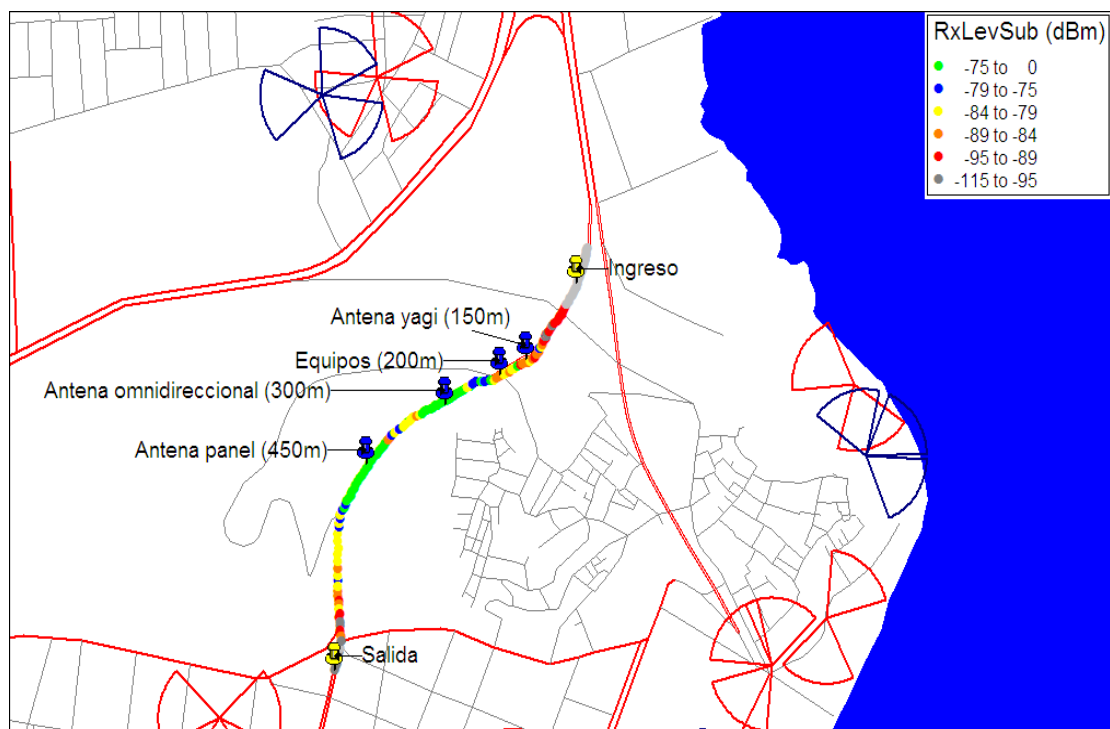 RxLevSub (dBm)
-75 to 0
-79 to -75
-84 to -79
-89 to -84
-95 to -89
-115 to -95
Ingreso
Antena yagi (150m)
Equipos (200m)
Antena omnidireccional (300m)
Antena panel (450m)
Salida